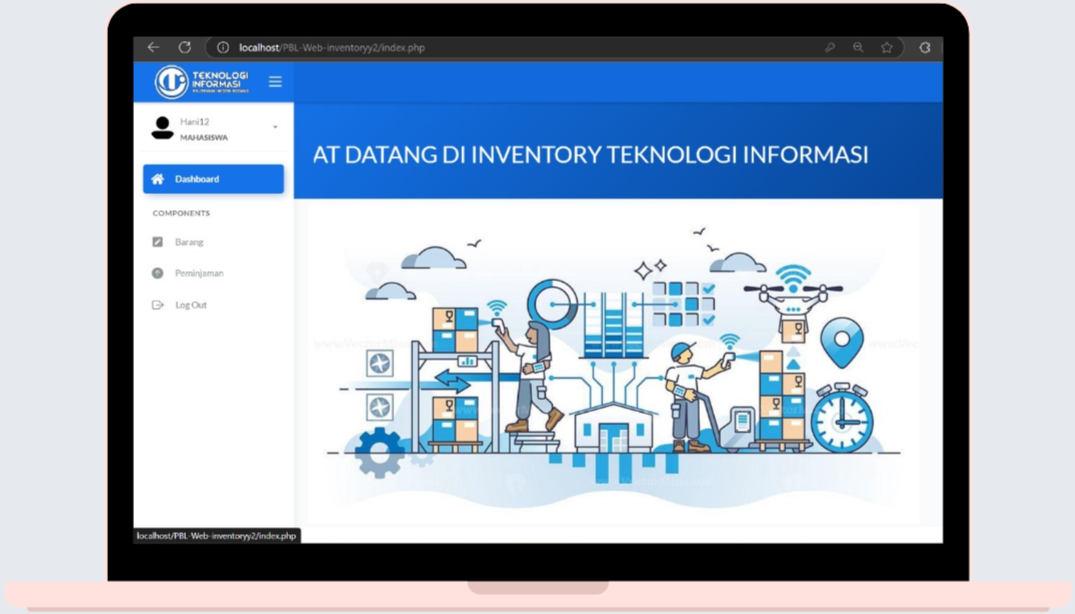 localhost/PBL-Web-inventoryy2/index.php
TEKNOLOGI
INFORMASI
Hani12
MAHASISWA
AT DATANG DI INVENTORY TEKNOLOGI INFORMASI
Dashboard
COMPONENTS
Barang
Peminjaman
Log Out
localhost/PBL-Web-inventoryy2/index.php